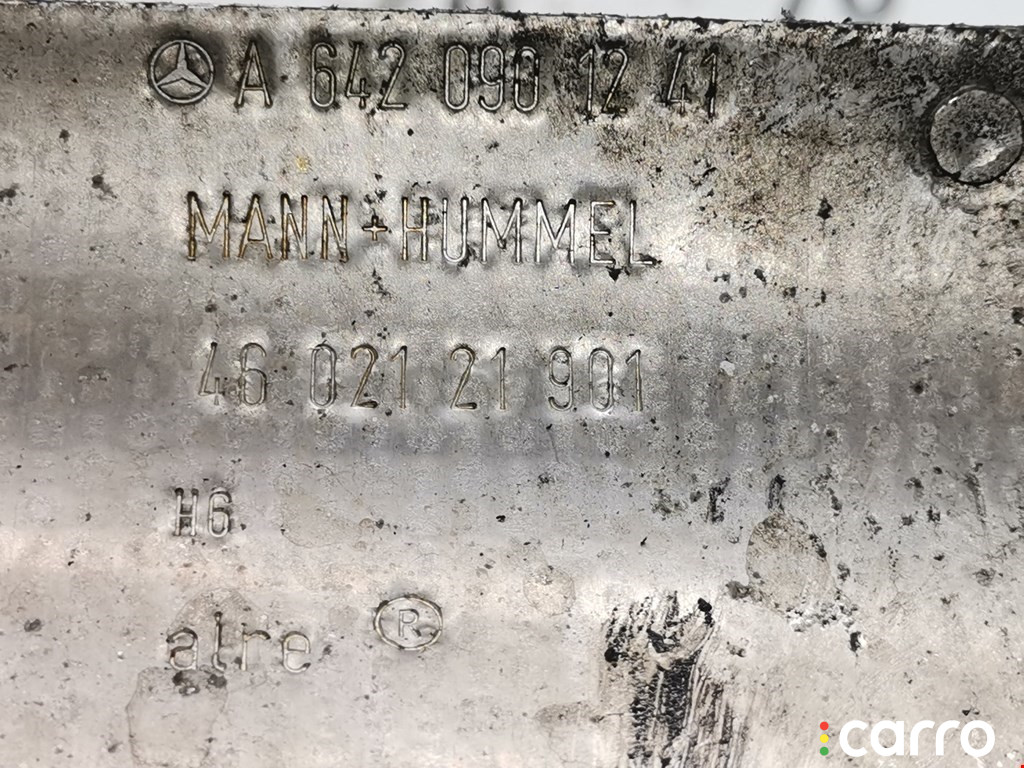 A 642 090 12 41
MANN+HUMMEL
46 021 21 901
H6
alre R
carro